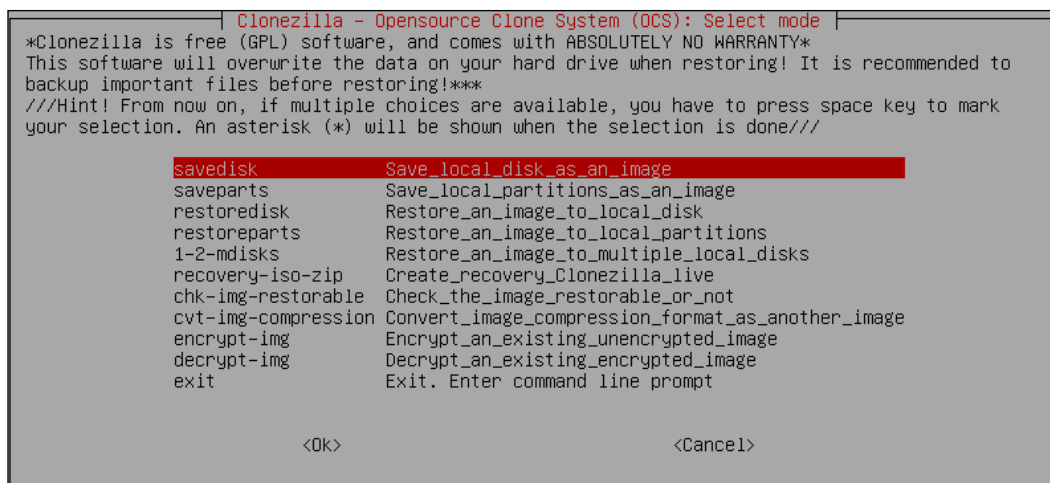 Clonezilla - Opensource Clone System (OCS): Select mode
*Clonezilla is free (GPL) software, and comes with ABSOLUTELY NO WARRANTY*
This software will overwrite the data on your hard drive when restoring! It is recommended to
backup important files before restoring!***
///Hint! From now on, if multiple choices are available, you have to press space key to mark
your selection. An asterisk (*) will be shown when the selection is done///
savedisk Save_local_disk_as_an_image
saveparts Save_local_partitions_as_an_image
restoredisk Restore_an_image_to_local_disk
restoreparts Restore_an_image_to_local_partitions
1-2-mdisks Restore_an_image_to_multiple_local_disks
recovery-iso-zip Create_recovery_Clonezilla_live
chk-img-restorable Check_the_image_restorable_or_not
cvt-img-compression Convert_image_compression_format_as_another_image
encrypt-img Encrypt_an_existing_unencrypted_image
decrypt-img Decrypt_an_existing_encrypted_image
exit Exit. Enter command line prompt
<Ok> <Cancel>